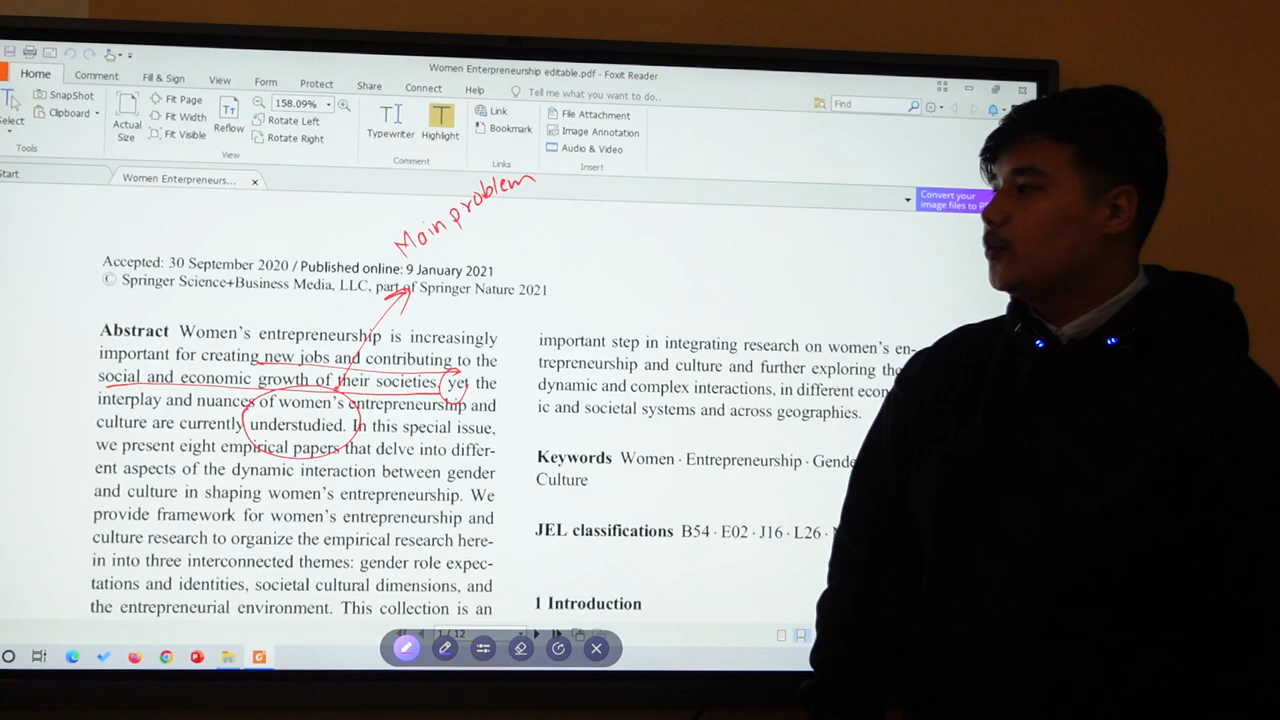 Women Enterpreneurship editable.pdf - Foxit Reader
Home Comment Fill & Sign View Form Protect Share Connect Help Tell me what you want to do..
Find
Select
SnapShot
Clipboard
Tools
Actual
Size
Fit Page
Fit Width
Fit Visible
Reflow
158.09%
Rotate Left
Rotate Right
View
Typewriter
Highlight
Comment
Link
Bookmark
Links
File Attachment
Image Annotation
Audio & Video
Insert
Women Enterpreneurs...
Convert your
image files to
Main problem
Accepted: 30 September 2020 / Published online: 9 January 2021
© Springer Science+Business Media, LLC, part of Springer Nature 2021
Abstract Women's entrepreneurship is increasingly
important for creating new jobs and contributing to the
social and economic growth of their societies, yet the
interplay and nuances of women's entrepreneurship and
culture are currently understudied. In this special issue,
we present eight empirical papers that delve into differ-
ent aspects of the dynamic interaction between gender
and culture in shaping women's entrepreneurship. We
provide framework for women's entrepreneurship and
culture research to organize the empirical research here-
in into three interconnected themes: gender role expec-
tations and identities, societal cultural dimensions, and
the entrepreneurial environment. This collection is an
important step in integrating research on women's en-
trepreneurship and culture and further exploring the
dynamic and complex interactions, in different econ
ic and societal systems and across geographies.
Keywords Women · Entrepreneurship · Gende
Culture
JEL classifications B54 · E02 · J16 · L26 ·
1 Introduction
1 / 12